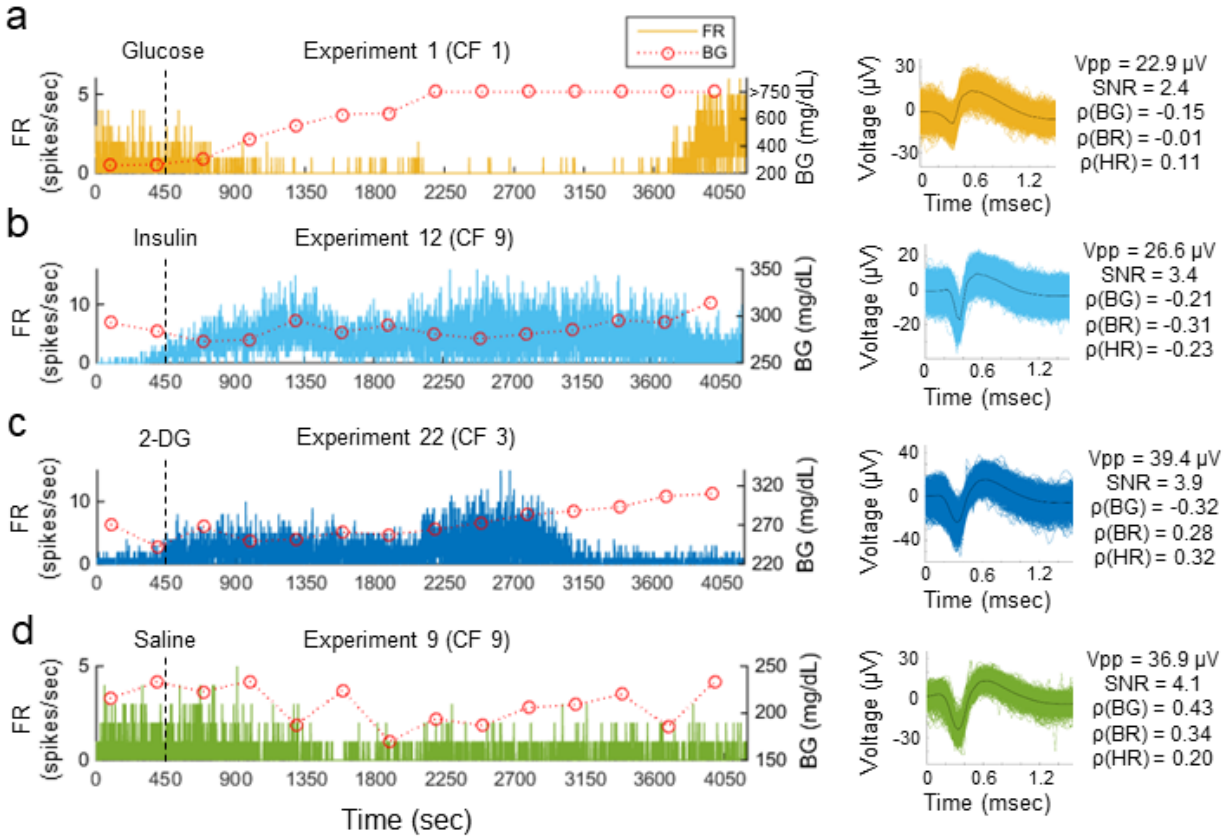 a
Glucose
Experiment 1 (CF 1)
FR
BG
FR
(spikes/sec)
5
0
>750
600
400
200
BG (mg/dL)
0 450 900 1350 1800 2250 2700 3150 3600 4050
Voltage (µV)
30
0
-30
0 0.6 1.2
Time (msec)
Vpp = 22.9 µV
SNR = 2.4
ρ(BG) = -0.15
ρ(BR) = -0.01
ρ(HR) = 0.11
b
Insulin
Experiment 12 (CF 9)
FR
(spikes/sec)
10
0
350
300
250
BG (mg/dL)
0 450 900 1350 1800 2250 2700 3150 3600 4050
Voltage (µV)
20
0
-20
0 0.6 1.2
Time (msec)
Vpp = 26.6 µV
SNR = 3.4
ρ(BG) = -0.21
ρ(BR) = -0.31
ρ(HR) = -0.23
c
2-DG
Experiment 22 (CF 3)
FR
(spikes/sec)
10
0
310
270
220
BG (mg/dL)
0 450 900 1350 1800 2250 2700 3150 3600 4050
Voltage (µV)
40
0
-40
0 0.6 1.2
Time (msec)
Vpp = 39.4 µV
SNR = 3.9
ρ(BG) = -0.32
ρ(BR) = 0.28
ρ(HR) = 0.32
d
Saline
Experiment 9 (CF 9)
FR
(spikes/sec)
5
0
250
200
150
BG (mg/dL)
0 450 900 1350 1800 2250 2700 3150 3600 4050
Time (sec)
Voltage (µV)
30
0
-30
0 0.6 1.2
Time (msec)
Vpp = 36.9 µV
SNR = 4.1
ρ(BG) = 0.43
ρ(BR) = 0.34
ρ(HR) = 0.20